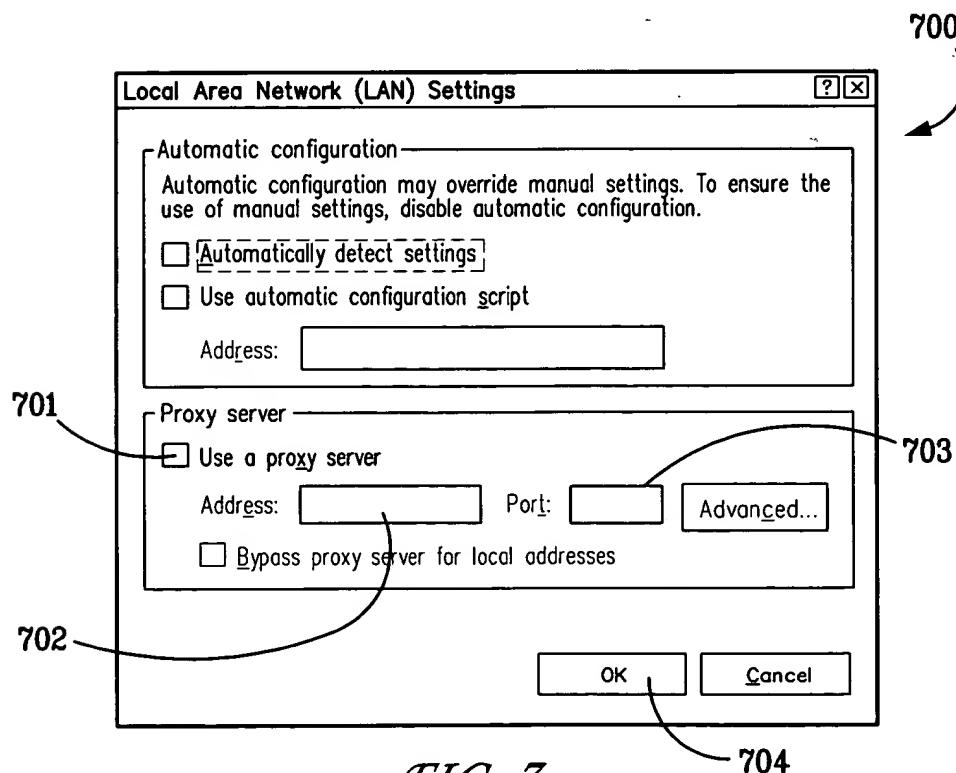 700
Local Area Network (LAN) Settings
? X
Automatic configuration
Automatic configuration may override manual settings. To ensure the
use of manual settings, disable automatic configuration.
Automatically detect settings
Use automatic configuration script
Address:
701
Proxy server
Use a proxy server
703
Address: Port: Advanced...
Bypass proxy server for local addresses
702
OK Cancel
704
FIG. 7